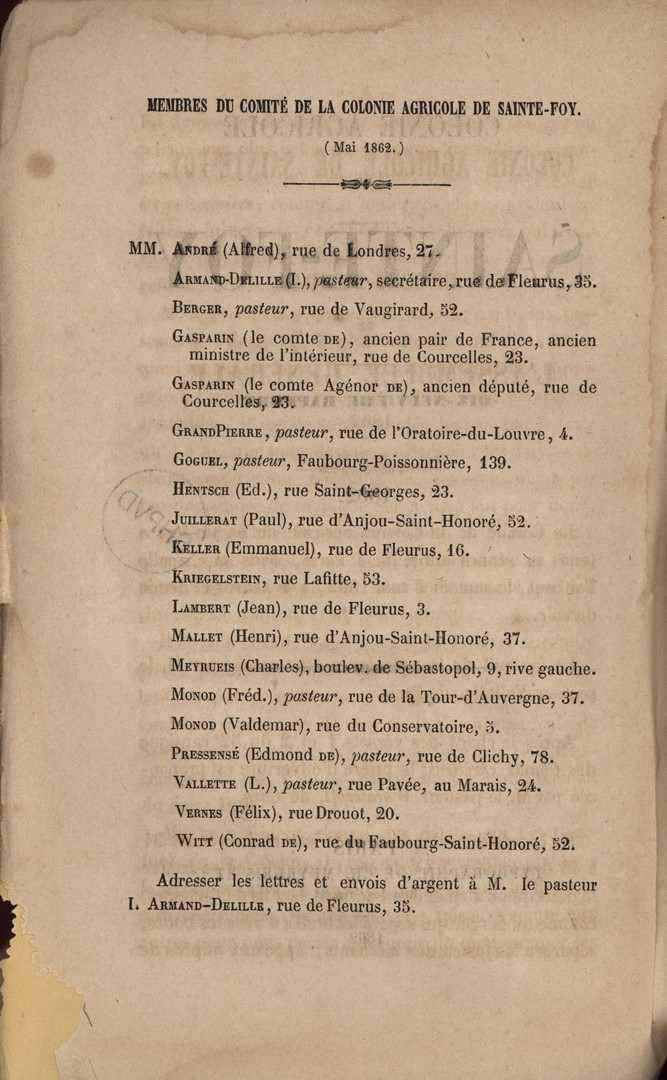 MEMBRES DU COMITÉ DE LA COLONIE AGRICOLE DE SAINTE-FOY.
(Mai 1862.)
MM. ANDRÉ (Alfred), rue de Londres, 27.
ARMAND-DELILLE (I.), pasteur, secrétaire, rue de Fleurus, 35.
BERGER, pasteur, rue de Vaugirard, 52.
GASPARIN (le comte DE), ancien pair de France, ancien
ministre de l'intérieur, rue de Courcelles, 23.
GASPARIN (le comte Agénor DE), ancien député, rue de
Courcelles, 23.
GRANDPIERRE, pasteur, rue de l'Oratoire-du-Louvre, 4.
GOGUEL, pasteur, Faubourg-Poissonnière, 139.
HENTSCH (Ed.), rue Saint-Georges, 23.
JUILLERAT (Paul), rue d'Anjou-Saint-Honoré, 52.
KELLER (Emmanuel), rue de Fleurus, 16.
KRIEGELSTEIN, rue Lafitte, 53.
LAMBERT (Jean), rue de Fleurus, 3.
MALLET (Henri), rue d'Anjou-Saint-Honoré, 37.
MEYRUEIS (Charles), boulev. de Sébastopol, 9, rive gauche.
MONOD (Fréd.), pasteur, rue de la Tour-d'Auvergne, 37.
MONOD (Valdemar), rue du Conservatoire, 5.
PRESSENSÉ (Edmond DE), pasteur, rue de Clichy, 78.
VALLETTE (L.), pasteur, rue Pavée, au Marais, 24.
VERNES (Félix), rue Drouot, 20.
WITT (Conrad DE), rue du Faubourg-Saint-Honoré, 52.
Adresser les lettres et envois d'argent à M. le pasteur
I. ARMAND-DELILLE, rue de Fleurus, 35.